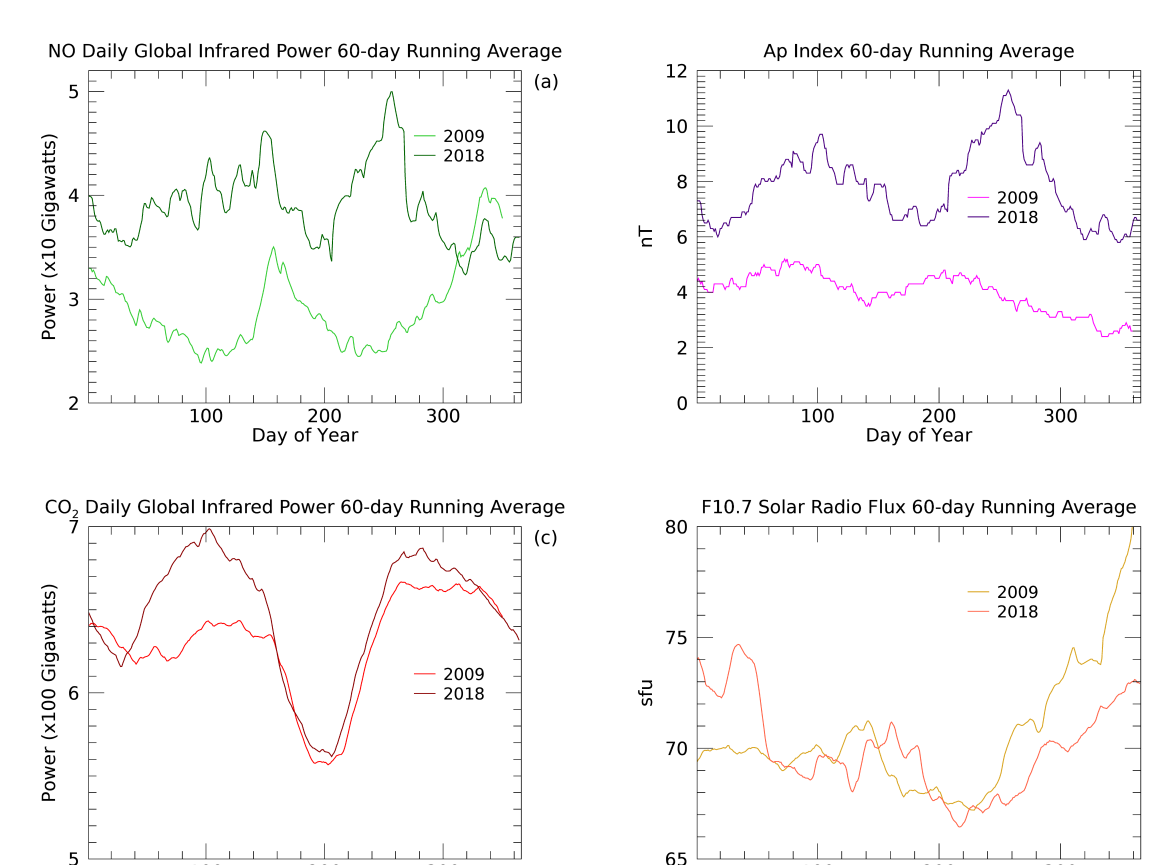 NO Daily Global Infrared Power 60-day Running Average
(a)
Power (x10 Gigawatts)
5
4
3
2
2009
2018
100
200
300
Day of Year
Ap Index 60-day Running Average
nT
12
10
8
6
4
2
0
2009
2018
100
200
300
Day of Year
CO₂ Daily Global Infrared Power 60-day Running Average
(c)
Power (x100 Gigawatts)
7
6
5
2009
2018
F10.7 Solar Radio Flux 60-day Running Average
sfu
80
75
70
65
2009
2018